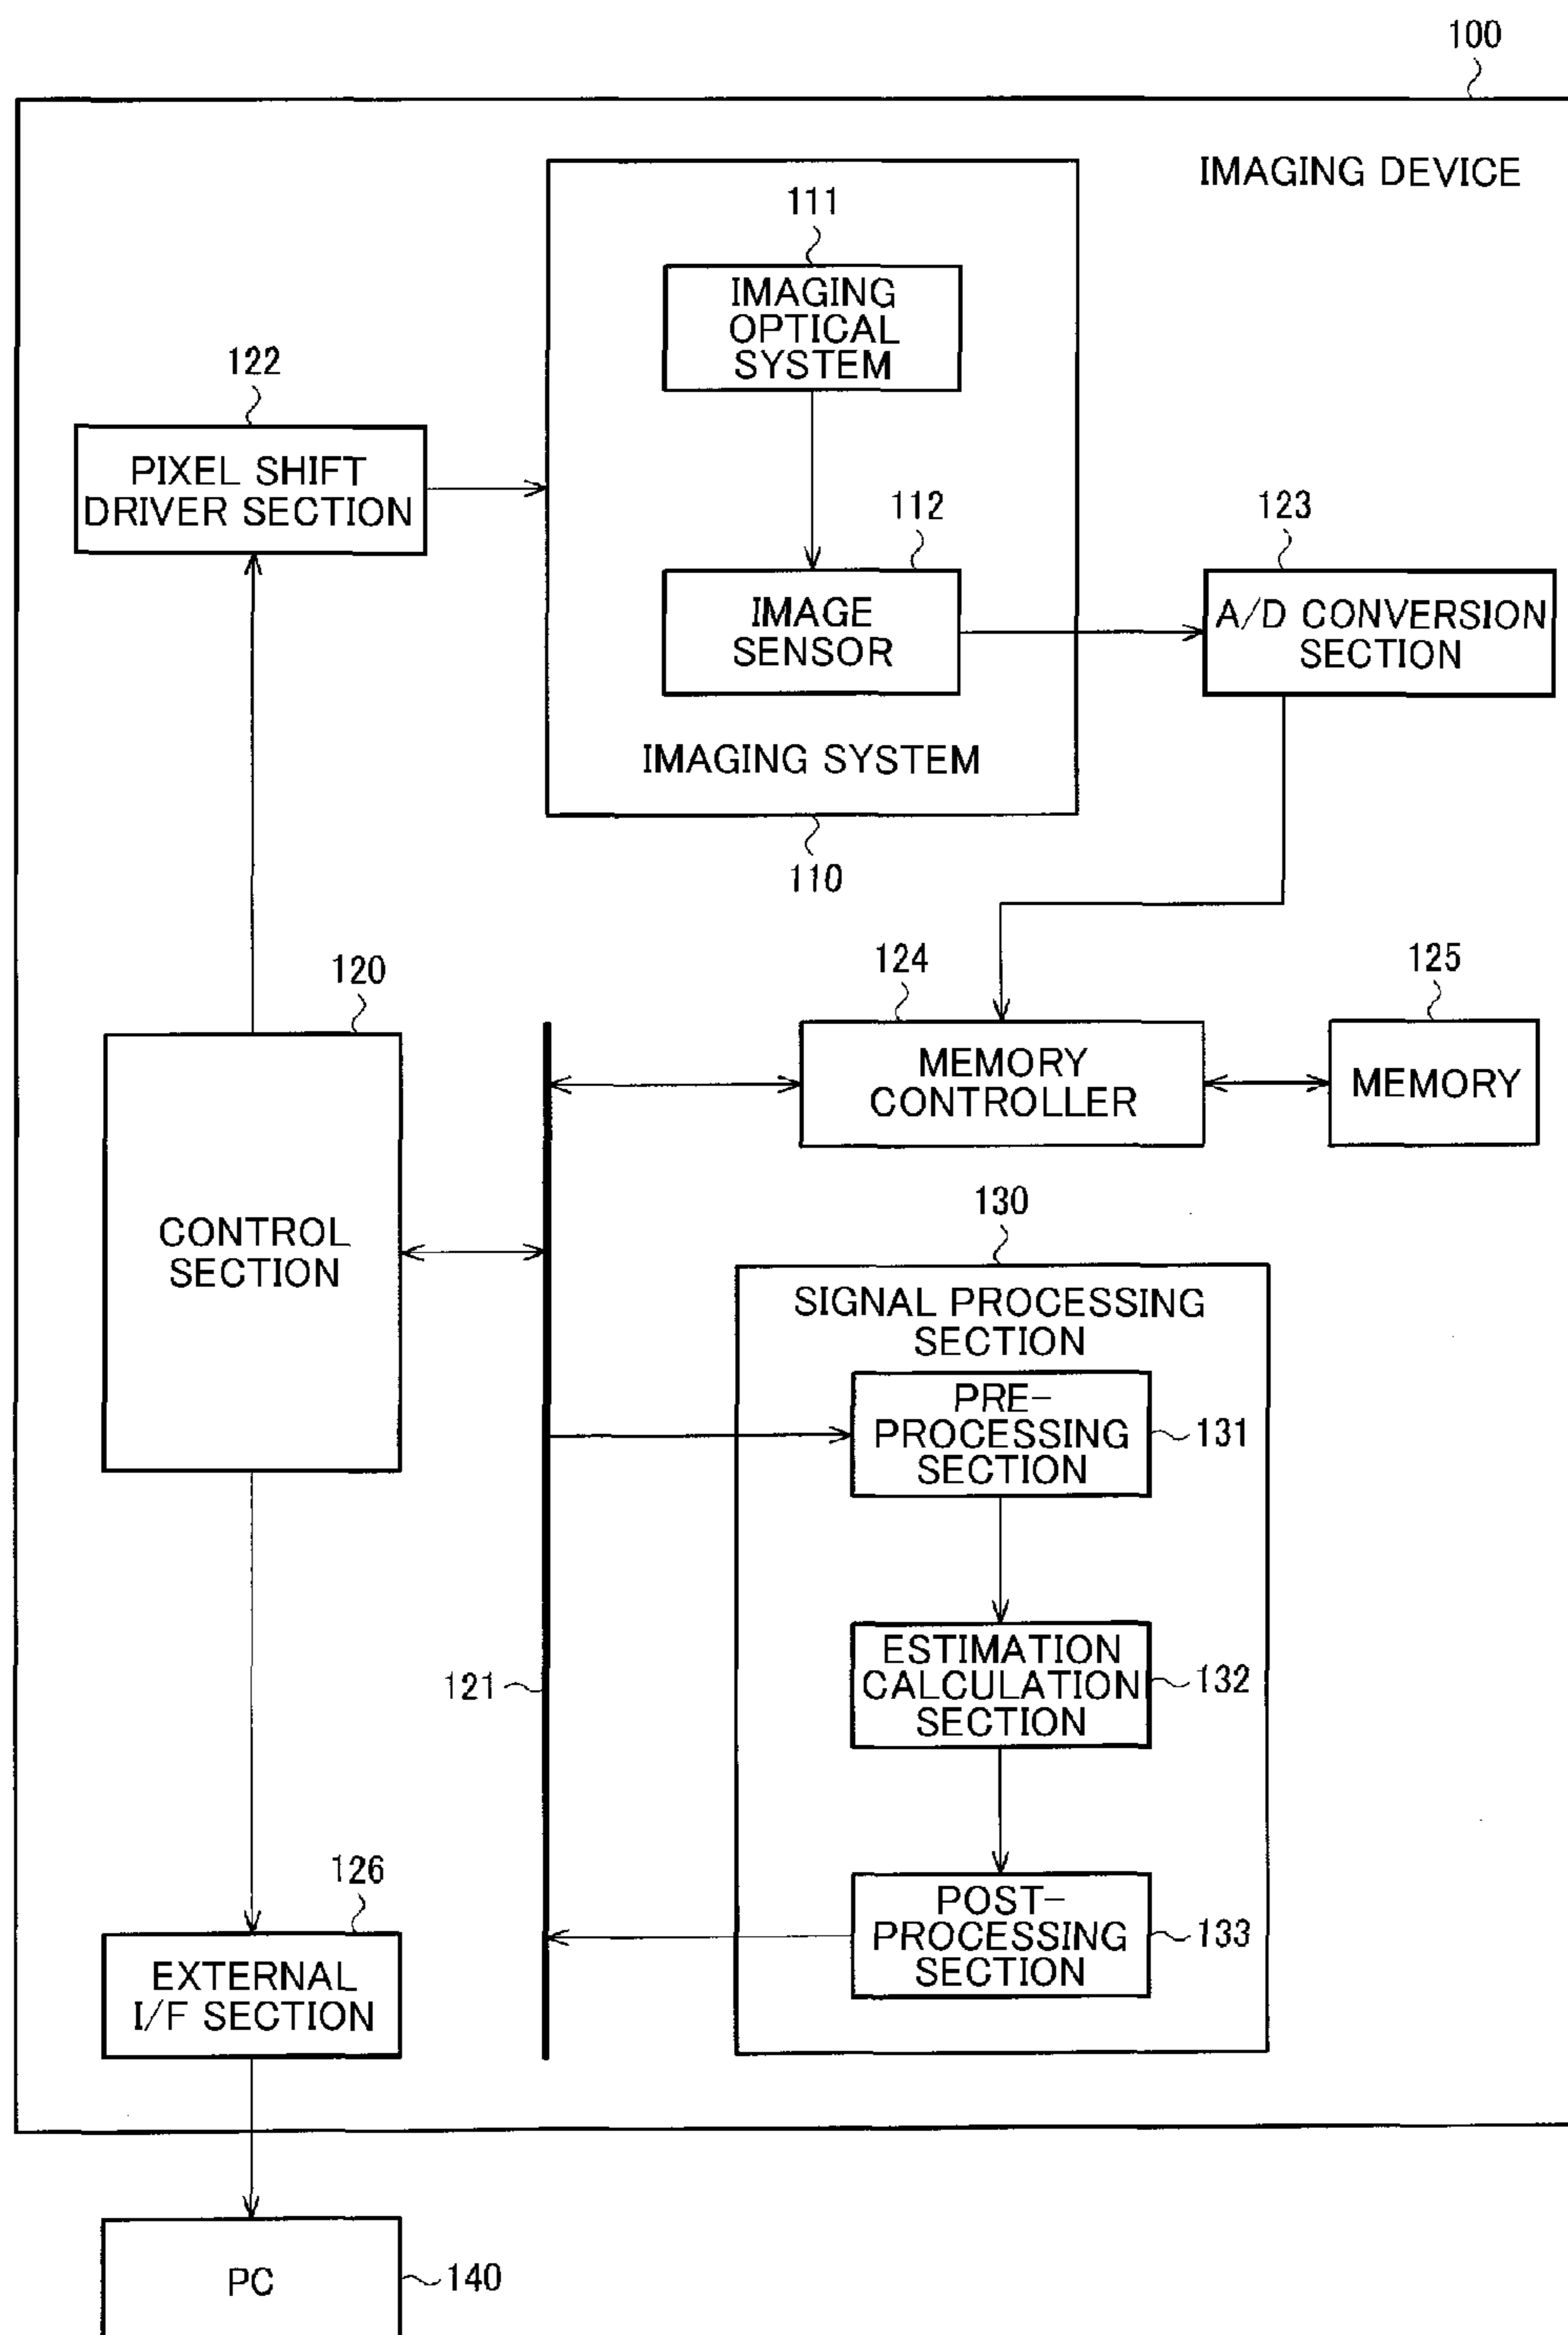 100
IMAGING DEVICE
111
IMAGING
OPTICAL
SYSTEM
122
PIXEL SHIFT
DRIVER SECTION
112
IMAGE
SENSOR
123
A/D CONVERSION
SECTION
IMAGING SYSTEM
110
120
CONTROL
SECTION
124
MEMORY
CONTROLLER
125
MEMORY
130
SIGNAL PROCESSING
SECTION
PRE-
PROCESSING
SECTION
131
121
ESTIMATION
CALCULATION
SECTION
132
126
EXTERNAL
I/F SECTION
POST-
PROCESSING
SECTION
133
PC
140